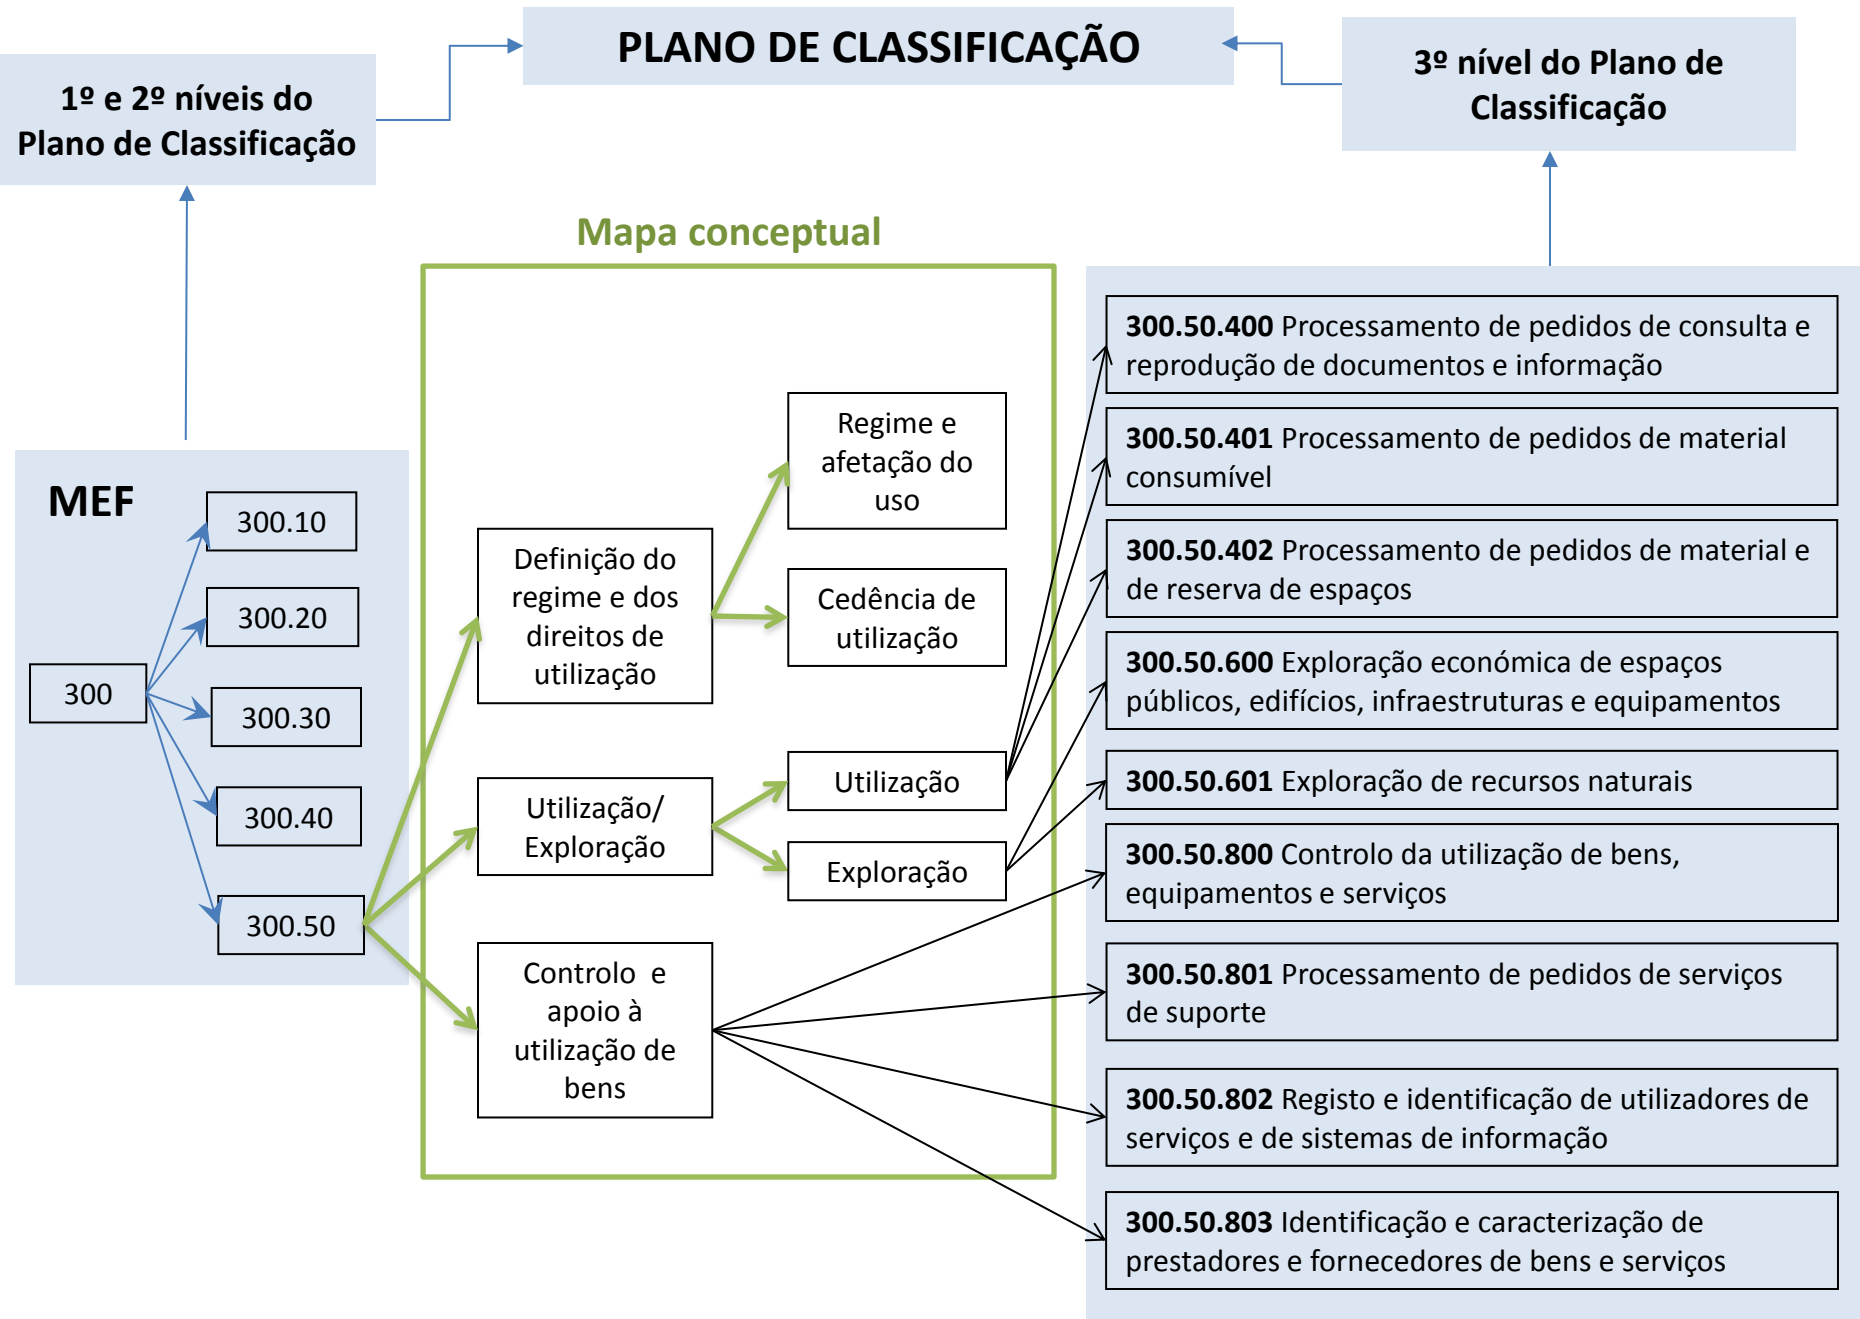 PLANO DE CLASSIFICAÇÃO
1º e 2º níveis do
Plano de Classificação
3º nível do Plano de
Classificação
Mapa conceptual
MEF
300
300.10
300.20
300.30
300.40
300.50
Definição do
regime e dos
direitos de
utilização
Utilização/
Exploração
Controlo e
apoio à
utilização de
bens
Regime e
afetação do
uso
Cedência de
utilização
Utilização
Exploração
300.50.400 Processamento de pedidos de consulta e
reprodução de documentos e informação
300.50.401 Processamento de pedidos de material
consumível
300.50.402 Processamento de pedidos de material e
de reserva de espaços
300.50.600 Exploração económica de espaços
públicos, edifícios, infraestruturas e equipamentos
300.50.601 Exploração de recursos naturais
300.50.800 Controlo da utilização de bens,
equipamentos e serviços
300.50.801 Processamento de pedidos de serviços
de suporte
300.50.802 Registo e identificação de utilizadores de
serviços e de sistemas de informação
300.50.803 Identificação e caracterização de
prestadores e fornecedores de bens e serviços